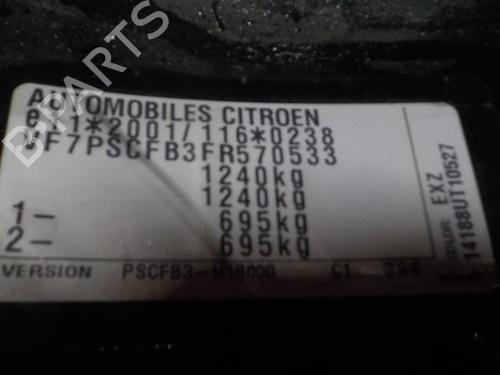 B-PARTS
AUTOMOBILES CITROEN
e11*2001/116*0238
VF7PSCFB3FR570533
1240kg
1240kg
1- 695kg
2- 695kg
VERSION PSCFB3-H1B000 C1
COLOR: EXZ
14188UT10527